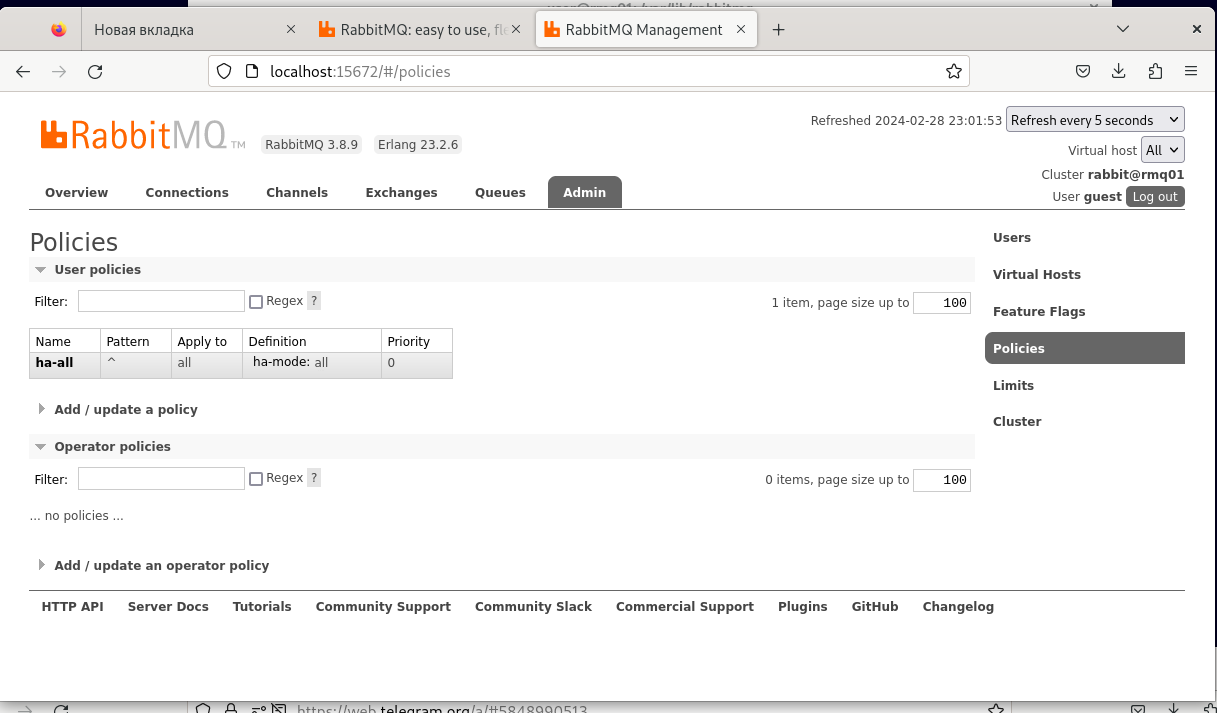 Новая вкладка
RabbitMQ: easy to use, fle
RabbitMQ Management
localhost:15672/#/policies
Refreshed 2024-02-28 23:01:53 Refresh every 5 seconds
RabbitMQ TM RabbitMQ 3.8.9 Erlang 23.2.6
Virtual host All
Cluster rabbit@rmq01
User guest Log out
Overview Connections Channels Exchanges Queues Admin
Policies
User policies
Filter: Regex ? 1 item, page size up to 100
Name Pattern Apply to Definition Priority
ha-all ^ all ha-mode: all 0
Add / update a policy
Operator policies
Filter: Regex ? 0 items, page size up to 100
... no policies ...
Add / update an operator policy
Users
Virtual Hosts
Feature Flags
Policies
Limits
Cluster
HTTP API Server Docs Tutorials Community Support Community Slack Commercial Support Plugins GitHub Changelog
https://web.telegram.org/a/#5848990513